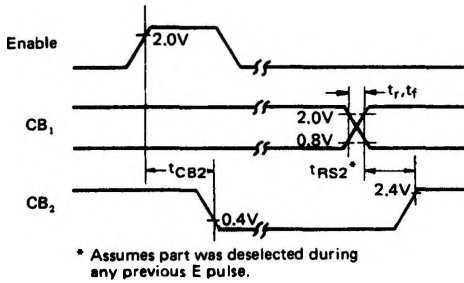 Enable
2.0V
CB1
2.0V
0.8V
tr, tf
tCB2
tRS2*
CB2
0.4V
2.4V
* Assumes part was deselected during
any previous E pulse.